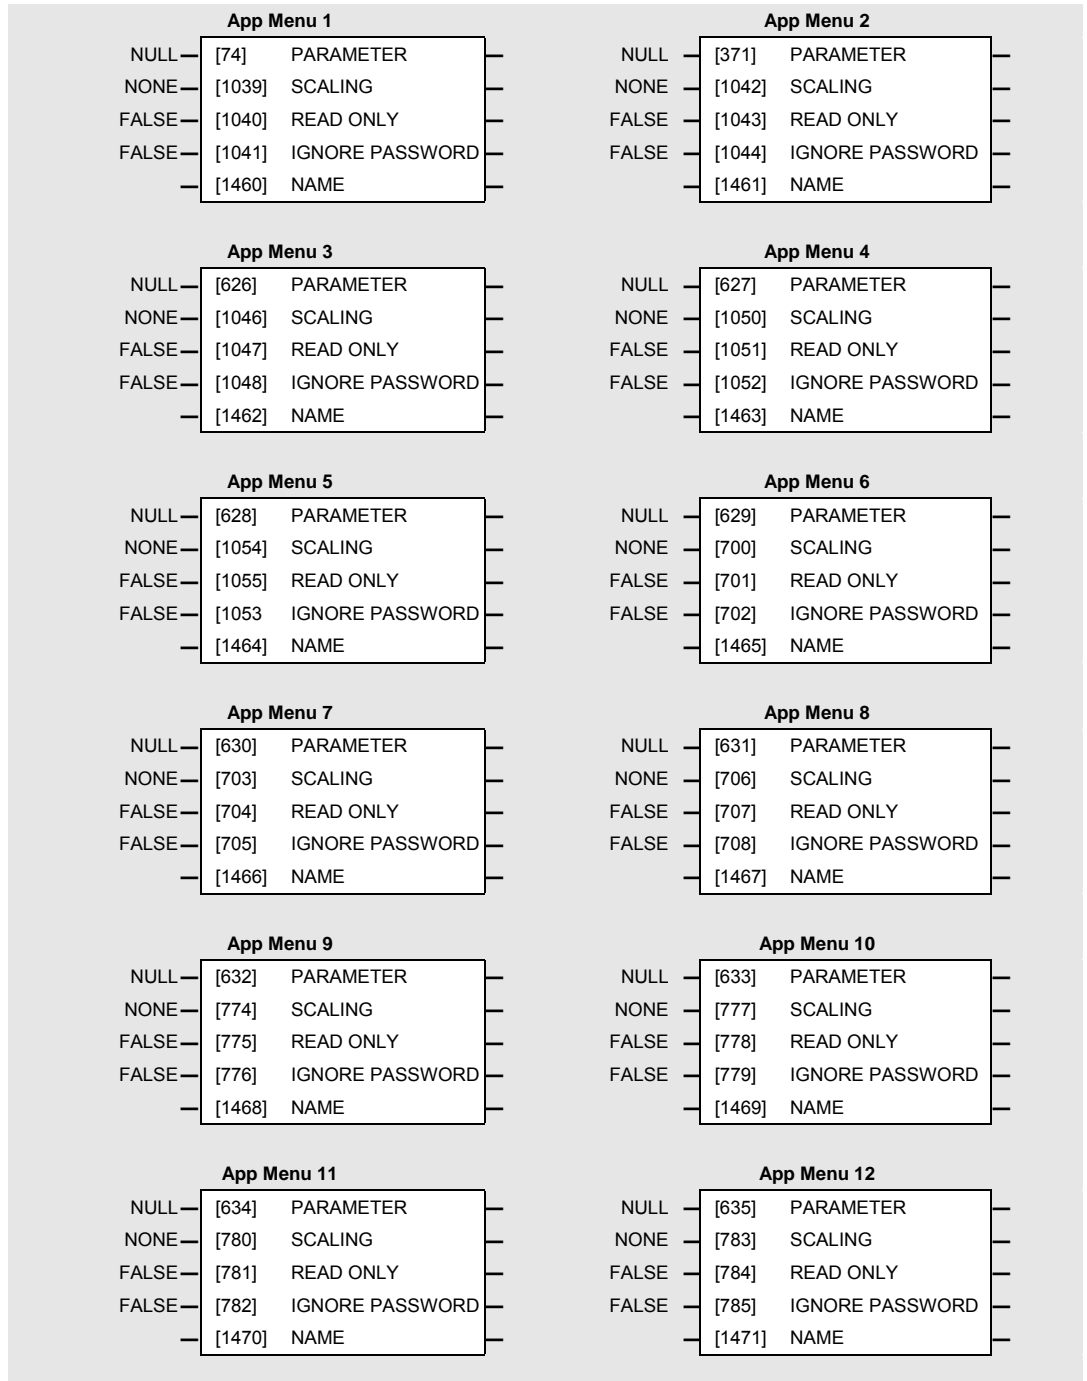 App Menu 1
NULL [74] PARAMETER
NONE [1039] SCALING
FALSE [1040] READ ONLY
FALSE [1041] IGNORE PASSWORD
[1460] NAME
App Menu 2
NULL [371] PARAMETER
NONE [1042] SCALING
FALSE [1043] READ ONLY
FALSE [1044] IGNORE PASSWORD
[1461] NAME
App Menu 3
NULL [626] PARAMETER
NONE [1046] SCALING
FALSE [1047] READ ONLY
FALSE [1048] IGNORE PASSWORD
[1462] NAME
App Menu 4
NULL [627] PARAMETER
NONE [1050] SCALING
FALSE [1051] READ ONLY
FALSE [1052] IGNORE PASSWORD
[1463] NAME
App Menu 5
NULL [628] PARAMETER
NONE [1054] SCALING
FALSE [1055] READ ONLY
FALSE [1053 IGNORE PASSWORD
[1464] NAME
App Menu 6
NULL [629] PARAMETER
NONE [700] SCALING
FALSE [701] READ ONLY
FALSE [702] IGNORE PASSWORD
[1465] NAME
App Menu 7
NULL [630] PARAMETER
NONE [703] SCALING
FALSE [704] READ ONLY
FALSE [705] IGNORE PASSWORD
[1466] NAME
App Menu 8
NULL [631] PARAMETER
NONE [706] SCALING
FALSE [707] READ ONLY
FALSE [708] IGNORE PASSWORD
[1467] NAME
App Menu 9
NULL [632] PARAMETER
NONE [774] SCALING
FALSE [775] READ ONLY
FALSE [776] IGNORE PASSWORD
[1468] NAME
App Menu 10
NULL [633] PARAMETER
NONE [777] SCALING
FALSE [778] READ ONLY
FALSE [779] IGNORE PASSWORD
[1469] NAME
App Menu 11
NULL [634] PARAMETER
NONE [780] SCALING
FALSE [781] READ ONLY
FALSE [782] IGNORE PASSWORD
[1470] NAME
App Menu 12
NULL [635] PARAMETER
NONE [783] SCALING
FALSE [784] READ ONLY
FALSE [785] IGNORE PASSWORD
[1471] NAME